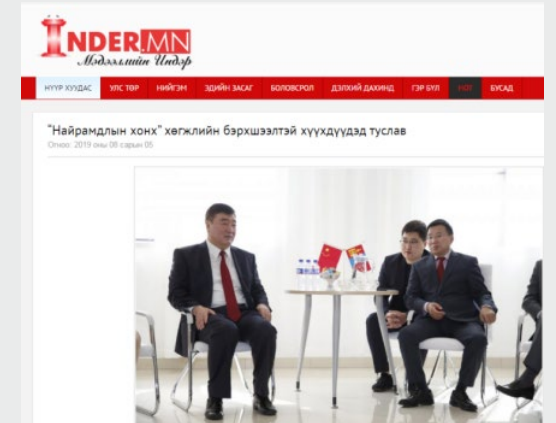 INDER.MN
Мэдээллийн Индэр
НҮҮР ХУУДАС УЛС ТӨР НИЙГЭМ ЭДИЙН ЗАСАГ БОЛОВСРОЛ ДЭЛХИЙ ДАХИНД ГЭР БҮЛ НҮБ БУСАД
"Найрамдлын хонх" хөгжлийн бэрхшээлтэй хүүхдүүдэд туслав
Огноо: 2019 оны 08 сарын 05